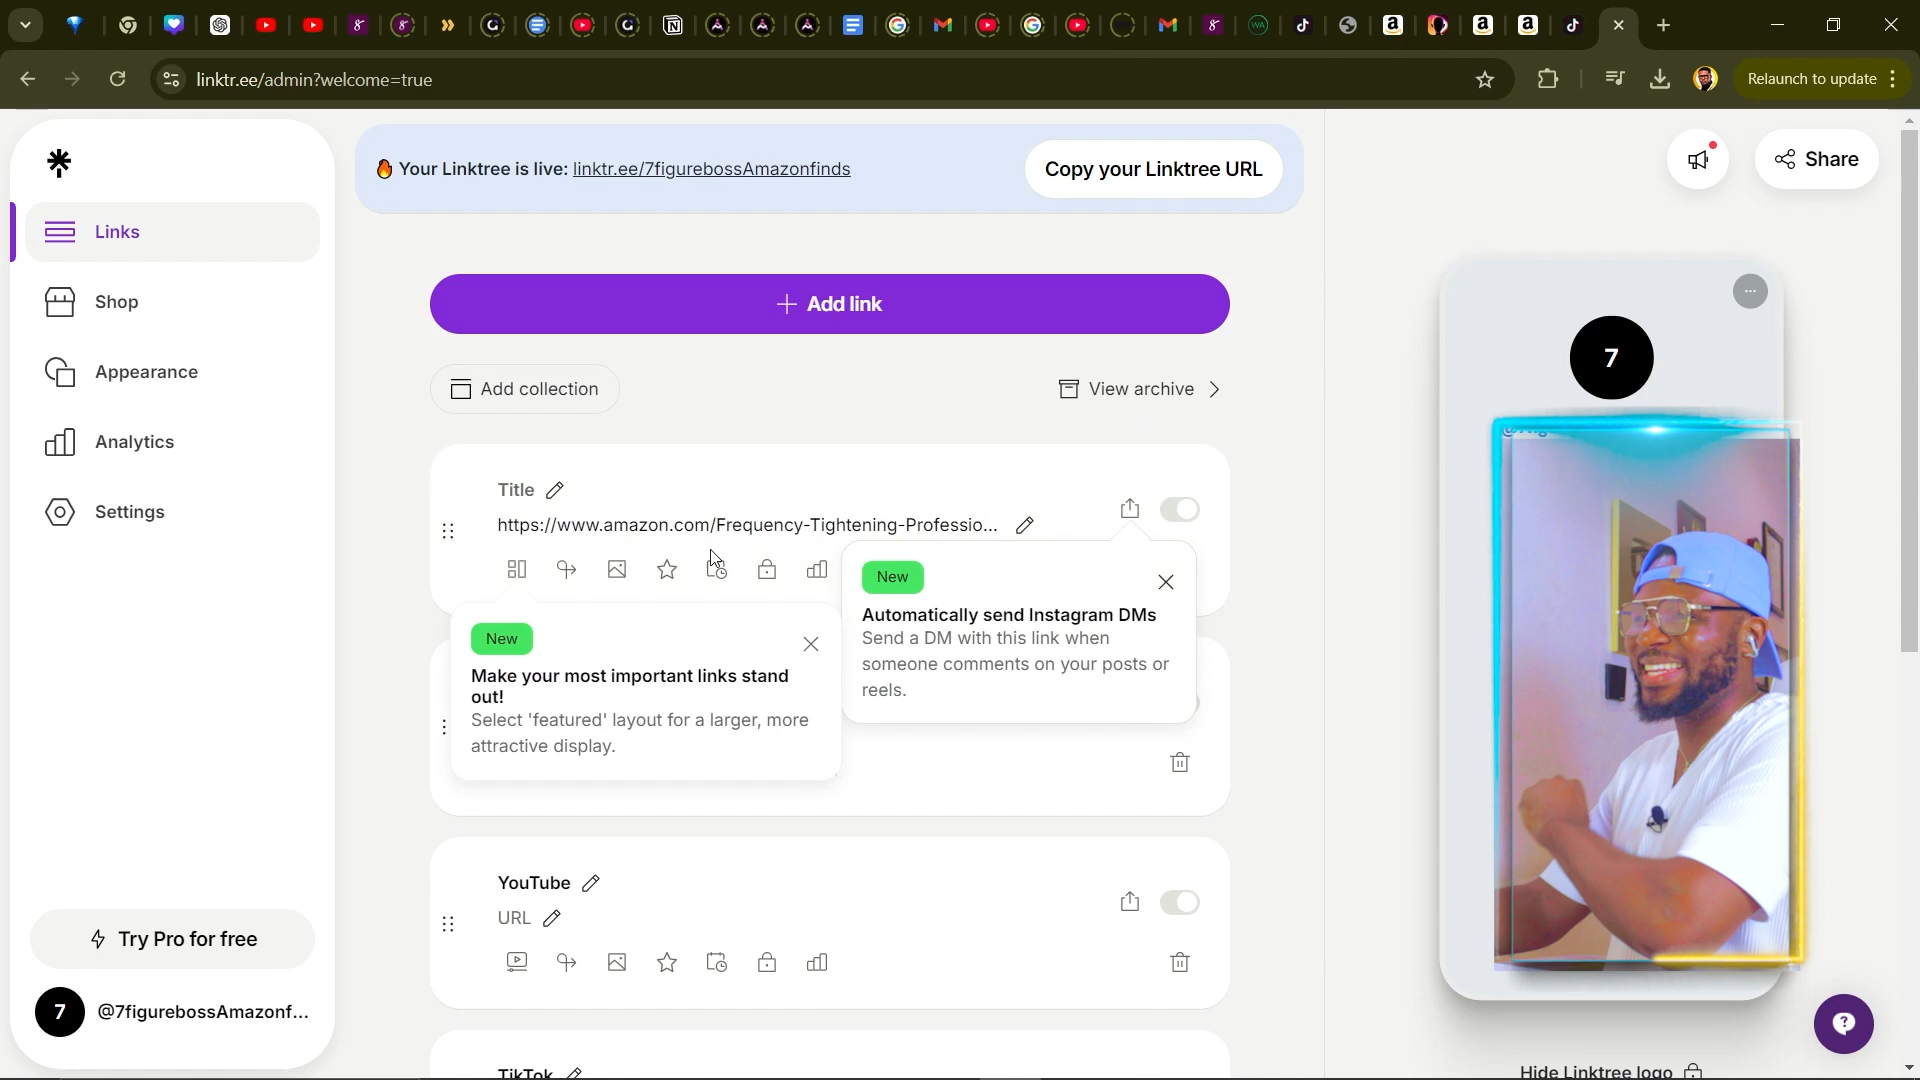 linktr.ee/admin?welcome=true
Relaunch to update
Links
Shop
Appearance
Analytics
Settings
Try Pro for free
7
@7figurebossAmazonf...
🔥 Your Linktree is live: linktr.ee/7figurebossAmazonfinds
Copy your Linktree URL
+ Add link
Add collection
View archive
Title
https://www.amazon.com/Frequency-Tightening-Professio...
New
Make your most important links stand
out!
Select 'featured' layout for a larger, more
attractive display.
New
Automatically send Instagram DMs
Send a DM with this link when
someone comments on your posts or
reels.
YouTube
URL
TikTok
Share
7
Hide Linktree logo